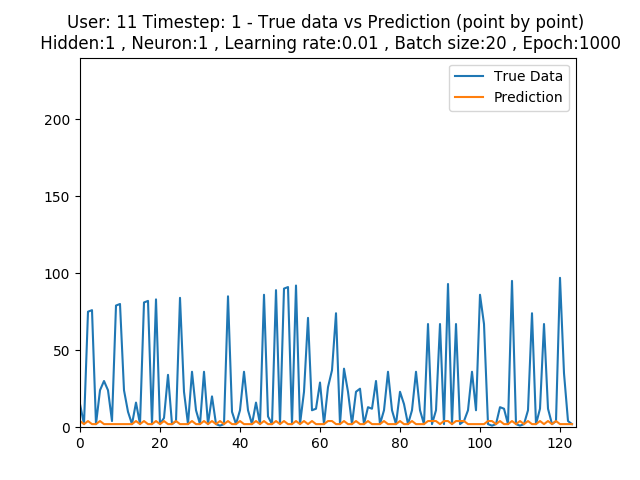 User: 11 Timestep: 1 - True data vs Prediction (point by point)
Hidden:1 , Neuron:1 , Learning rate:0.01 , Batch size:20 , Epoch:1000
True Data
Prediction
200
150
100
50
0
0 20 40 60 80 100 120